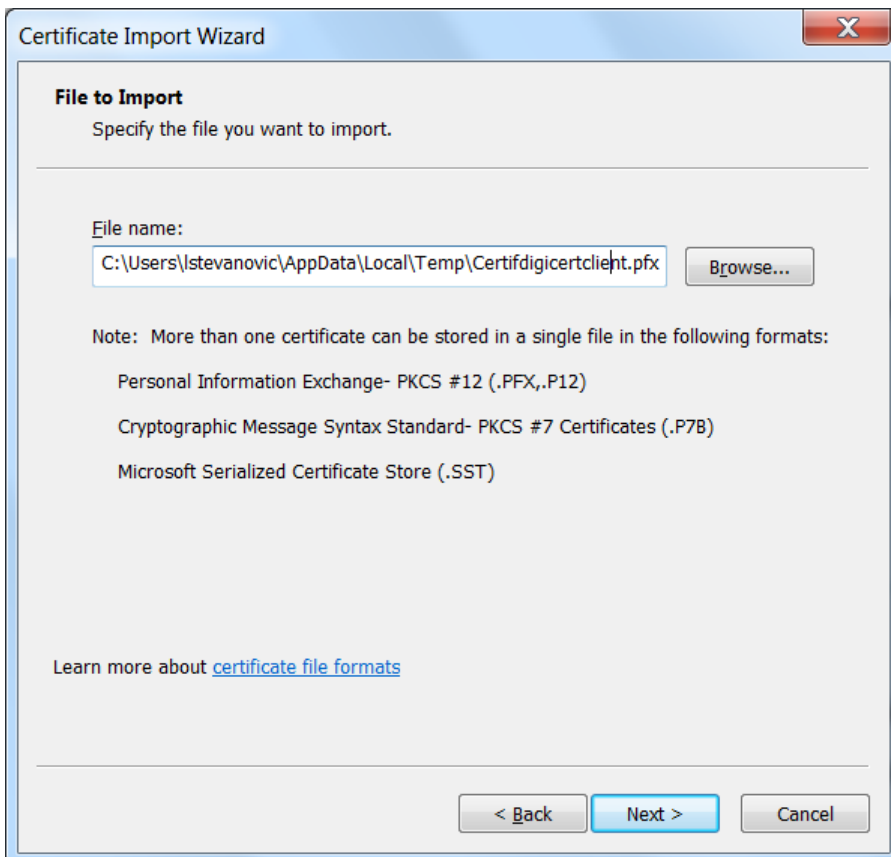 Certificate Import Wizard
File to Import
Specify the file you want to import.
File name:
C:\Users\lstevanovic\AppData\Local\Temp\Certifdigicertclient.pfx
Browse...
Note: More than one certificate can be stored in a single file in the following formats:
Personal Information Exchange- PKCS #12 (.PFX,.P12)
Cryptographic Message Syntax Standard- PKCS #7 Certificates (.P7B)
Microsoft Serialized Certificate Store (.SST)
Learn more about certificate file formats
< Back Next > Cancel